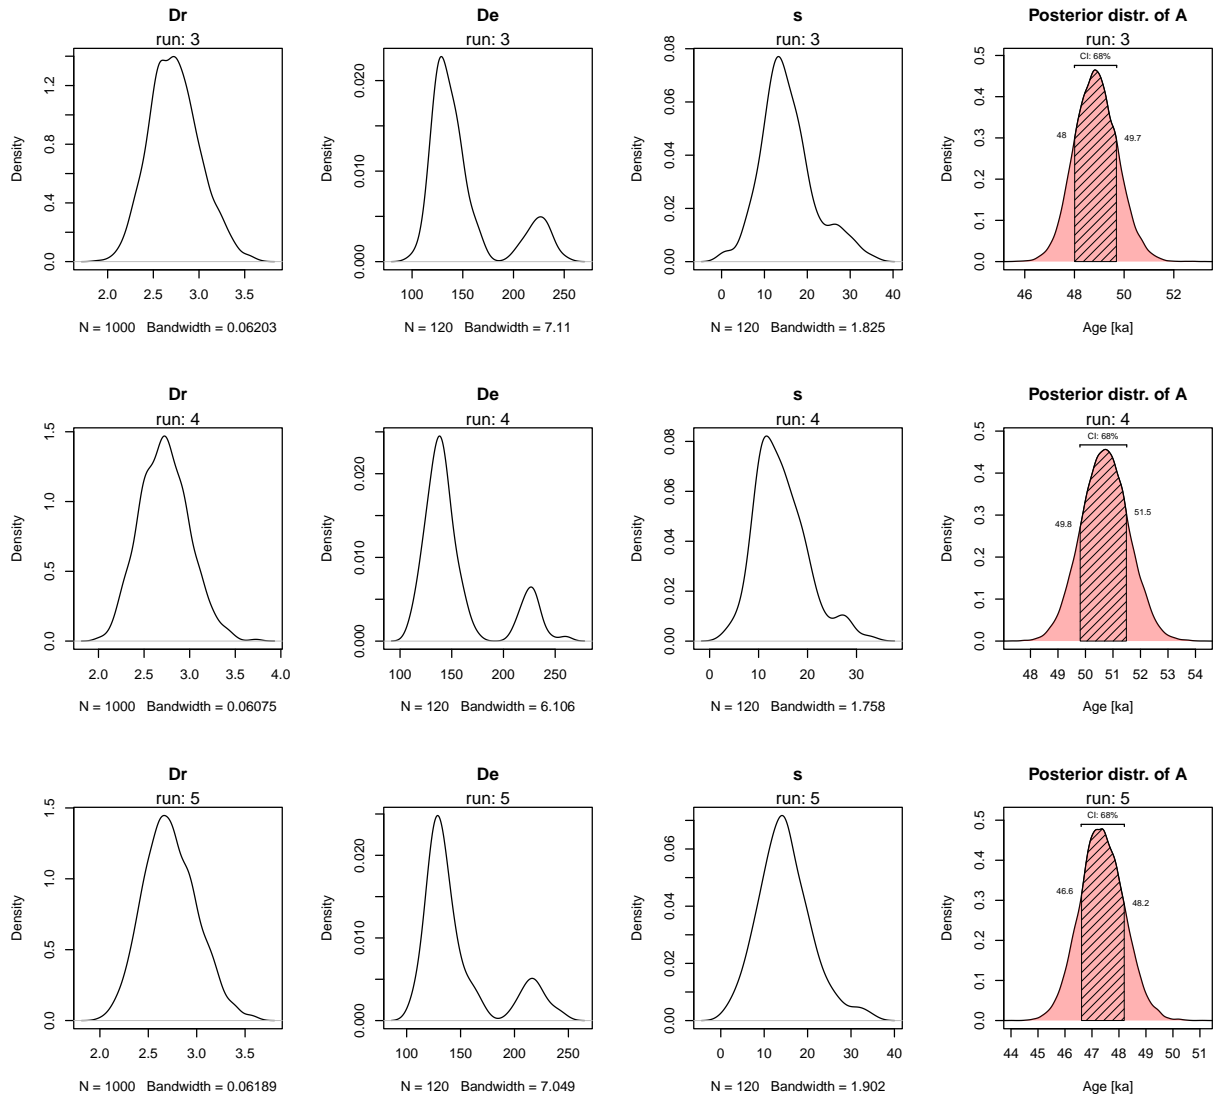 Dr De s Posterior distr. of A
run: 3 run: 3 run: 3 run: 3
Density 0.0 0.4 0.8 1.2
2.0 2.5 3.0 3.5
N = 1000 Bandwidth = 0.06203
Density 0.000 0.010 0.020
100 150 200 250
N = 120 Bandwidth = 7.11
Density 0.00 0.02 0.04 0.06 0.08
0 10 20 30 40
N = 120 Bandwidth = 1.825
Density 0.0 0.1 0.2 0.3 0.4 0.5
CI: 68%
48 49.7
46 48 50 52
Age [ka]
Dr De s Posterior distr. of A
run: 4 run: 4 run: 4 run: 4
Density 0.0 0.5 1.0 1.5
2.0 2.5 3.0 3.5 4.0
N = 1000 Bandwidth = 0.06075
Density 0.000 0.010 0.020
100 150 200 250
N = 120 Bandwidth = 6.106
Density 0.00 0.02 0.04 0.06 0.08
0 10 20 30
N = 120 Bandwidth = 1.758
Density 0.0 0.1 0.2 0.3 0.4 0.5
CI: 68%
49.8 51.5
48 49 50 51 52 53 54
Age [ka]
Dr De s Posterior distr. of A
run: 5 run: 5 run: 5 run: 5
Density 0.0 0.5 1.0 1.5
2.0 2.5 3.0 3.5
N = 1000 Bandwidth = 0.06189
Density 0.000 0.010 0.020
100 150 200 250
N = 120 Bandwidth = 7.049
Density 0.00 0.02 0.04 0.06
0 10 20 30 40
N = 120 Bandwidth = 1.902
Density 0.0 0.1 0.2 0.3 0.4 0.5
CI: 68%
46.6 48.2
44 45 46 47 48 49 50 51
Age [ka]